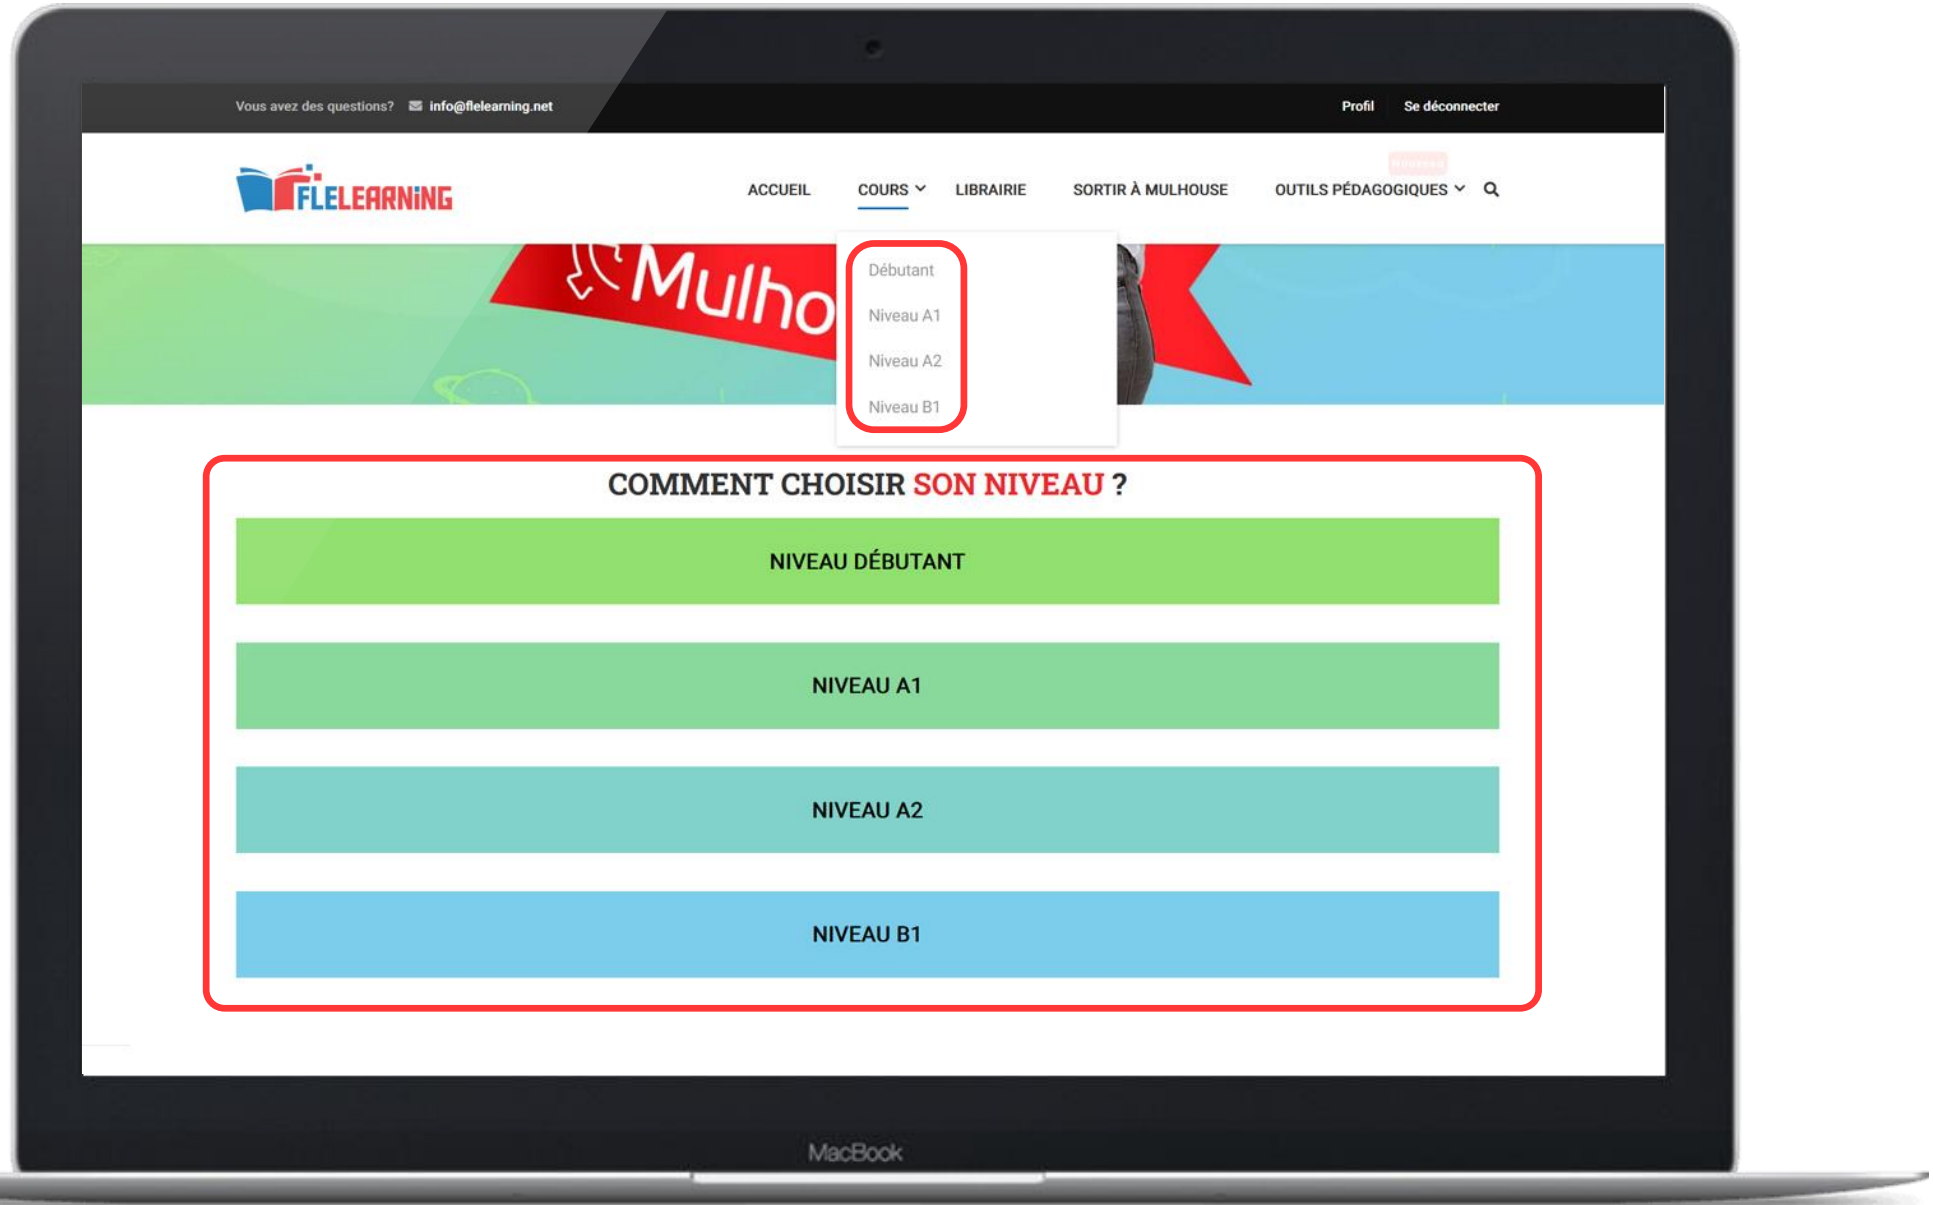 Vous avez des questions? info@flelearning.net Profil Se déconnecter
FLELEARNiNG
Nouveau
ACCUEIL COURS LIBRAIRIE SORTIR À MULHOUSE OUTILS PÉDAGOGIQUES
Mulho
Débutant
Niveau A1
Niveau A2
Niveau B1
COMMENT CHOISIR SON NIVEAU ?
NIVEAU DÉBUTANT
NIVEAU A1
NIVEAU A2
NIVEAU B1
MacBook